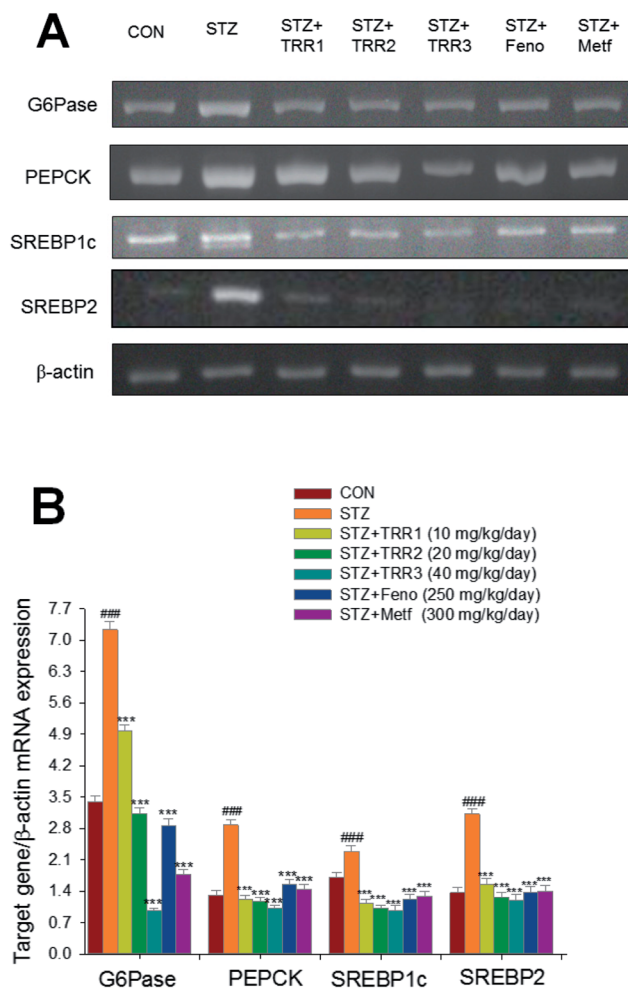 A
CON STZ STZ+ STZ+ STZ+ STZ+ STZ+
TRR1 TRR2 TRR3 Feno Metf
G6Pase
PEPCK
SREBP1c
SREBP2
β-actin
B
CON
STZ
STZ+TRR1 (10 mg/kg/day)
STZ+TRR2 (20 mg/kg/day)
STZ+TRR3 (40 mg/kg/day)
STZ+Feno (250 mg/kg/day)
STZ+Metf (300 mg/kg/day)
Target gene/β-actin mRNA expression
7.7
7.0
6.3
5.6
4.9
4.2
3.5
2.8
2.1
1.4
0.7
0.0
### *** *** *** *** ***
### *** *** *** *** ***
### *** *** *** *** ***
### *** *** *** *** ***
G6Pase PEPCK SREBP1c SREBP2